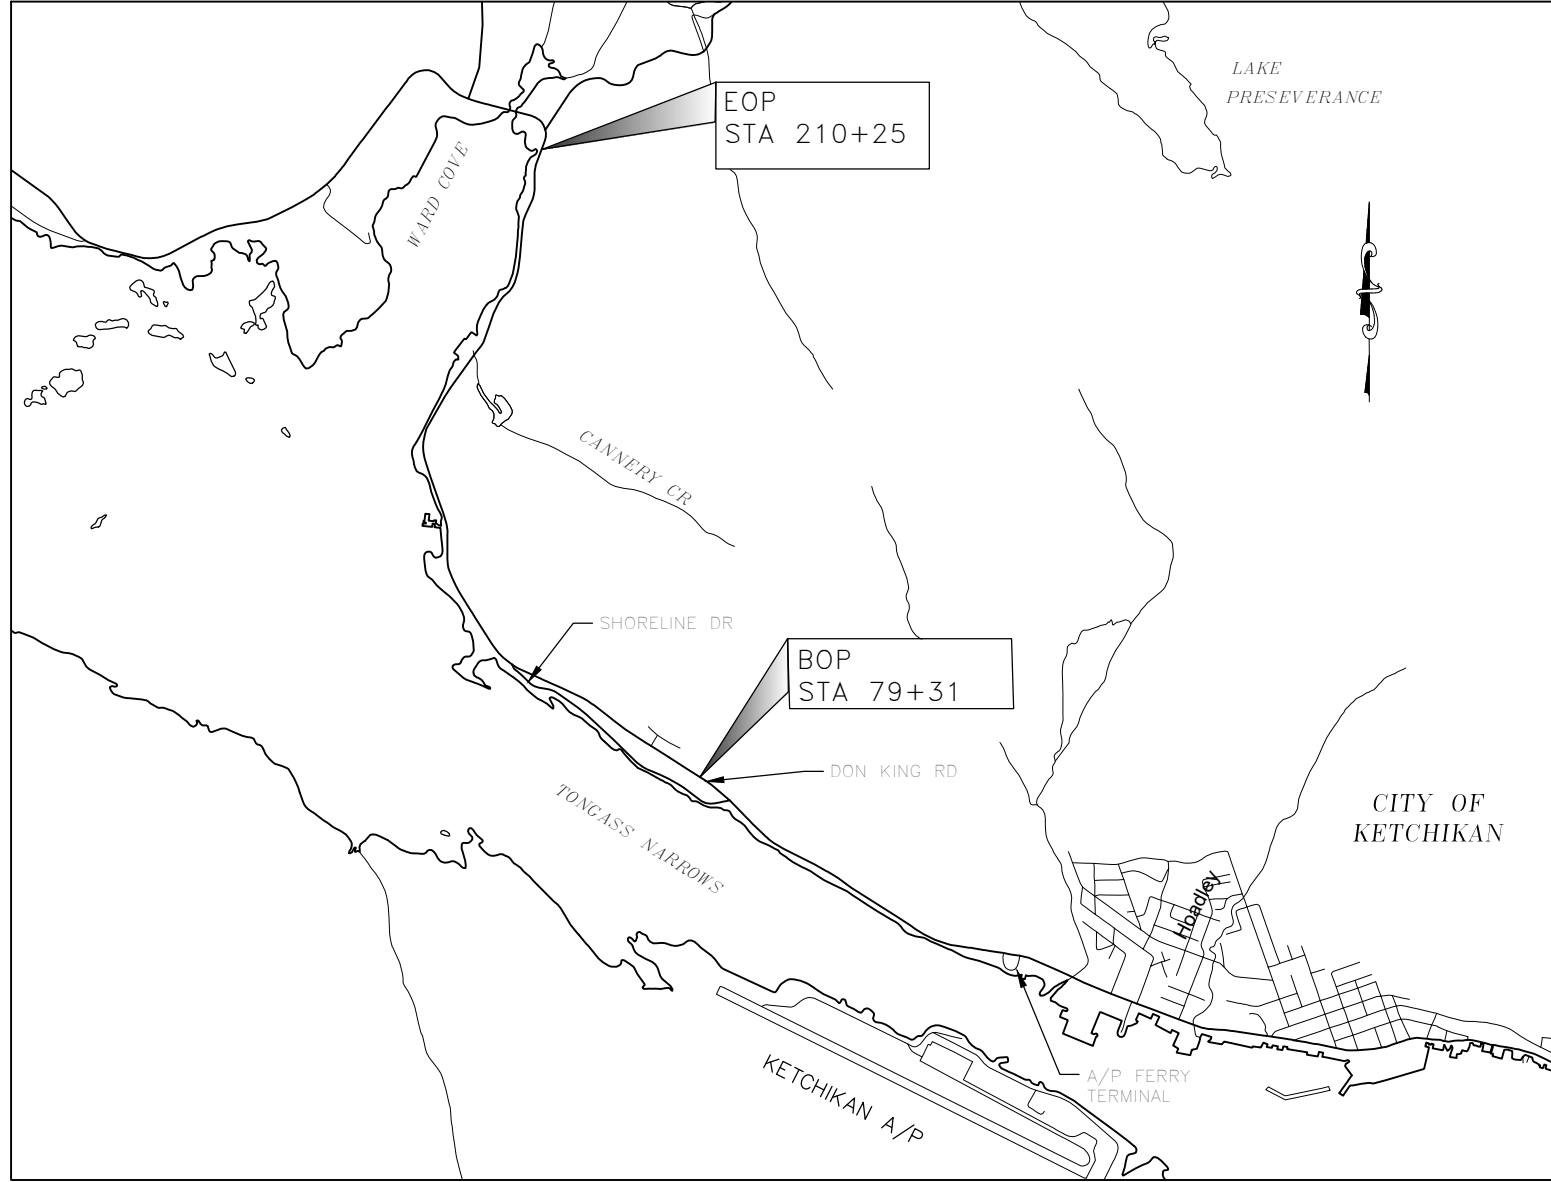 LAKE
PRESEVERANCE
EOP
STA 210+25
WARD COVE
CANNERY CR
SHORELINE DR
BOP
STA 79+31
DON KING RD
TONGASS NARROWS
CITY OF
KETCHIKAN
Hoadley
KETCHIKAN A/P
A/P FERRY
TERMINAL